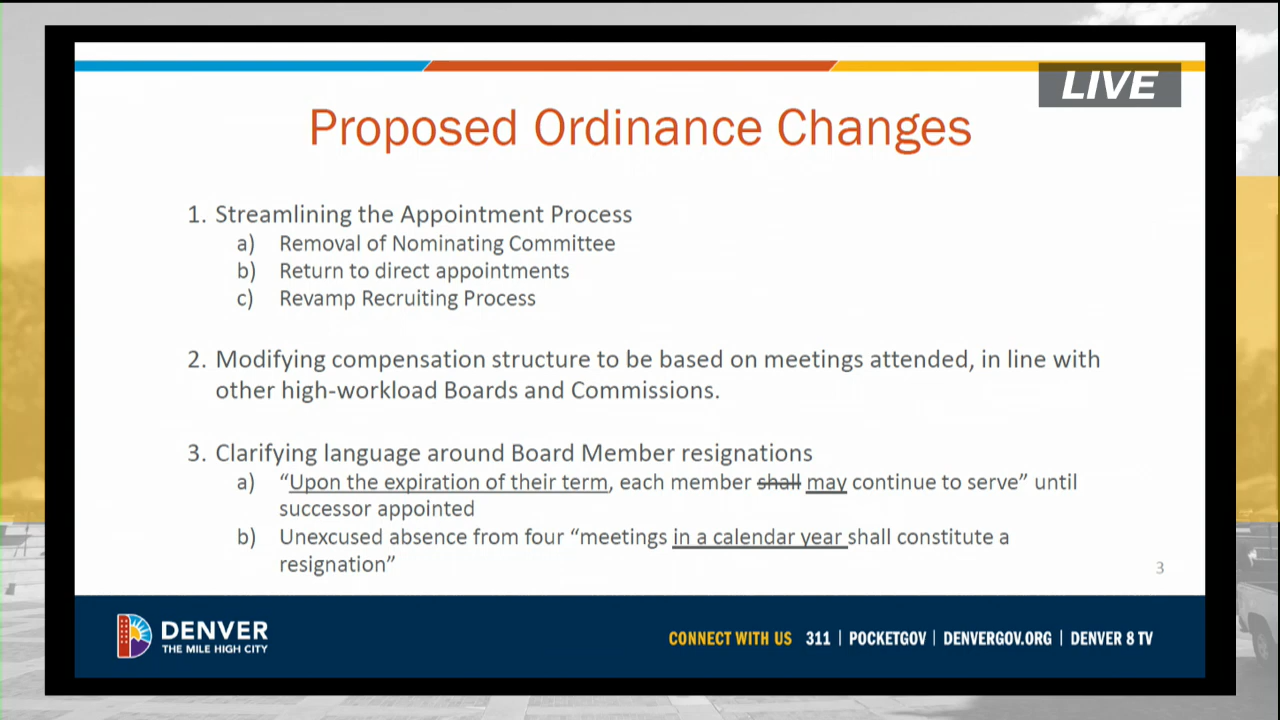 LIVE
Proposed Ordinance Changes
1. Streamlining the Appointment Process
a) Removal of Nominating Committee
b) Return to direct appointments
c) Revamp Recruiting Process
2. Modifying compensation structure to be based on meetings attended, in line with
other high-workload Boards and Commissions.
3. Clarifying language around Board Member resignations
a) “Upon the expiration of their term, each member shall may continue to serve” until
successor appointed
b) Unexcused absence from four “meetings in a calendar year shall constitute a
resignation”
3
DENVER
THE MILE HIGH CITY
CONNECT WITH US 311 | POCKETGOV | DENVERGOV.ORG | DENVER 8 TV